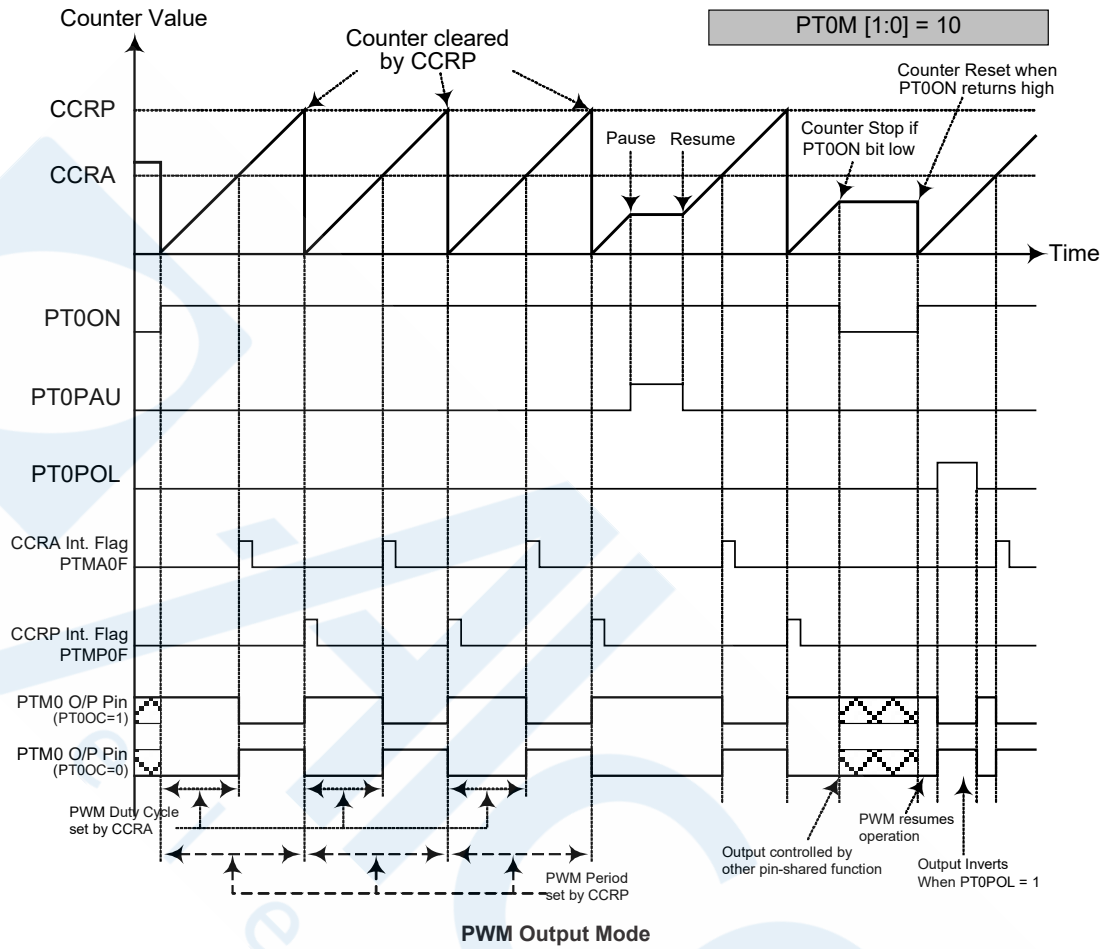 Counter Value
PT0M [1:0] = 10
Counter cleared
by CCRP
Counter Reset when
PT0ON returns high
CCRP
Pause
Resume
Counter Stop if
PT0ON bit low
CCRA
Time
PT0ON
PT0PAU
PT0POL
CCRA Int. Flag
PTMA0F
CCRP Int. Flag
PTMP0F
PTM0 O/P Pin
(PT0OC=1)
PTM0 O/P Pin
(PT0OC=0)
PWM Duty Cycle
set by CCRA
PWM resumes
operation
Output controlled by
other pin-shared function
Output Inverts
When PT0POL = 1
PWM Period
set by CCRP
PWM Output Mode